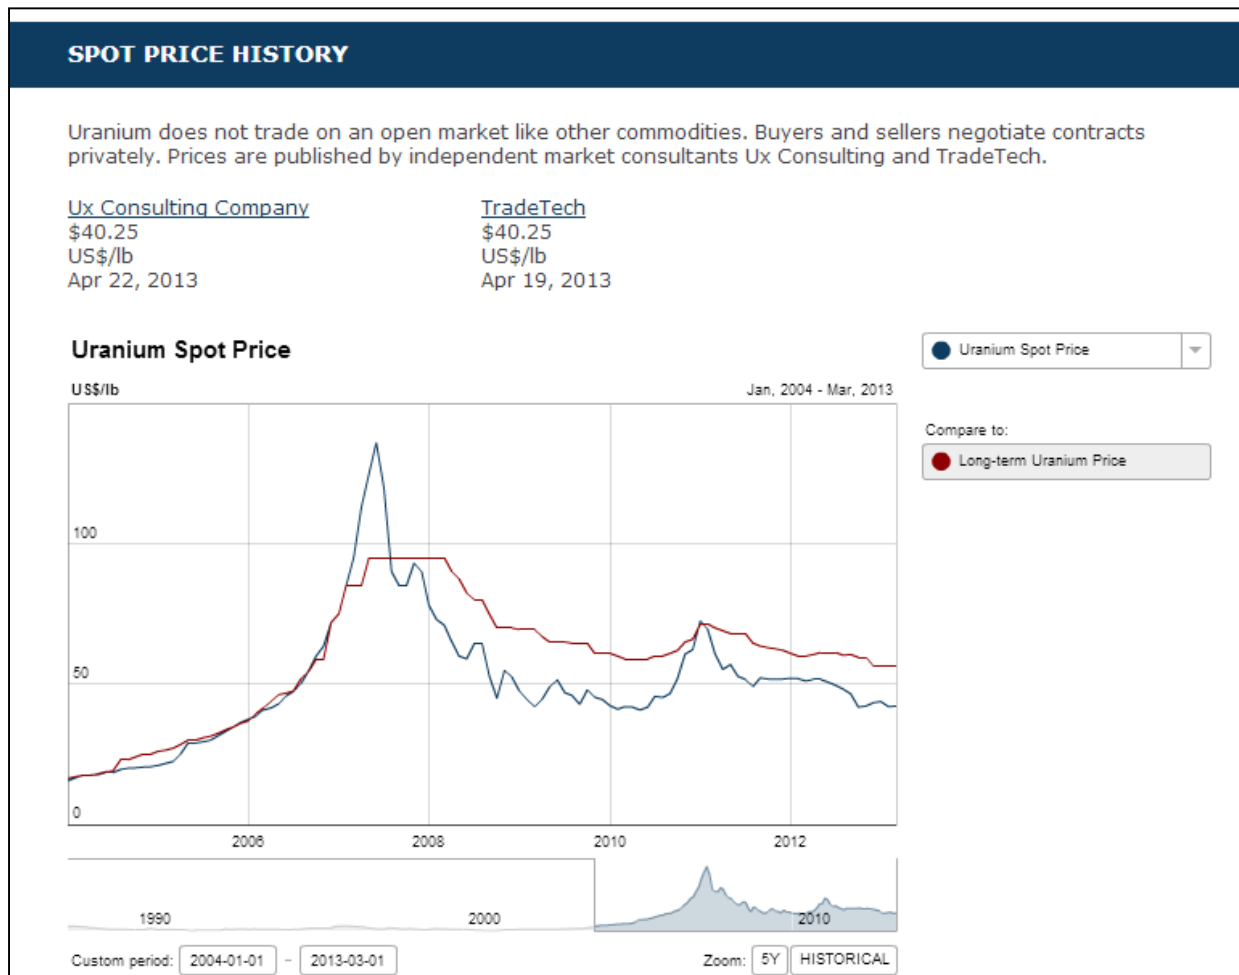 SPOT PRICE HISTORY
Uranium does not trade on an open market like other commodities. Buyers and sellers negotiate contracts
privately. Prices are published by independent market consultants Ux Consulting and TradeTech.
Ux Consulting Company
$40.25
US$/lb
Apr 22, 2013
TradeTech
$40.25
US$/lb
Apr 19, 2013
Uranium Spot Price
US$/lb
Jan, 2004 - Mar, 2013
Uranium Spot Price
Compare to:
Long-term Uranium Price
100
50
0
2006 2008 2010 2012
1990 2000 2010
Custom period: 2004-01-01 – 2013-03-01
Zoom: 5Y HISTORICAL